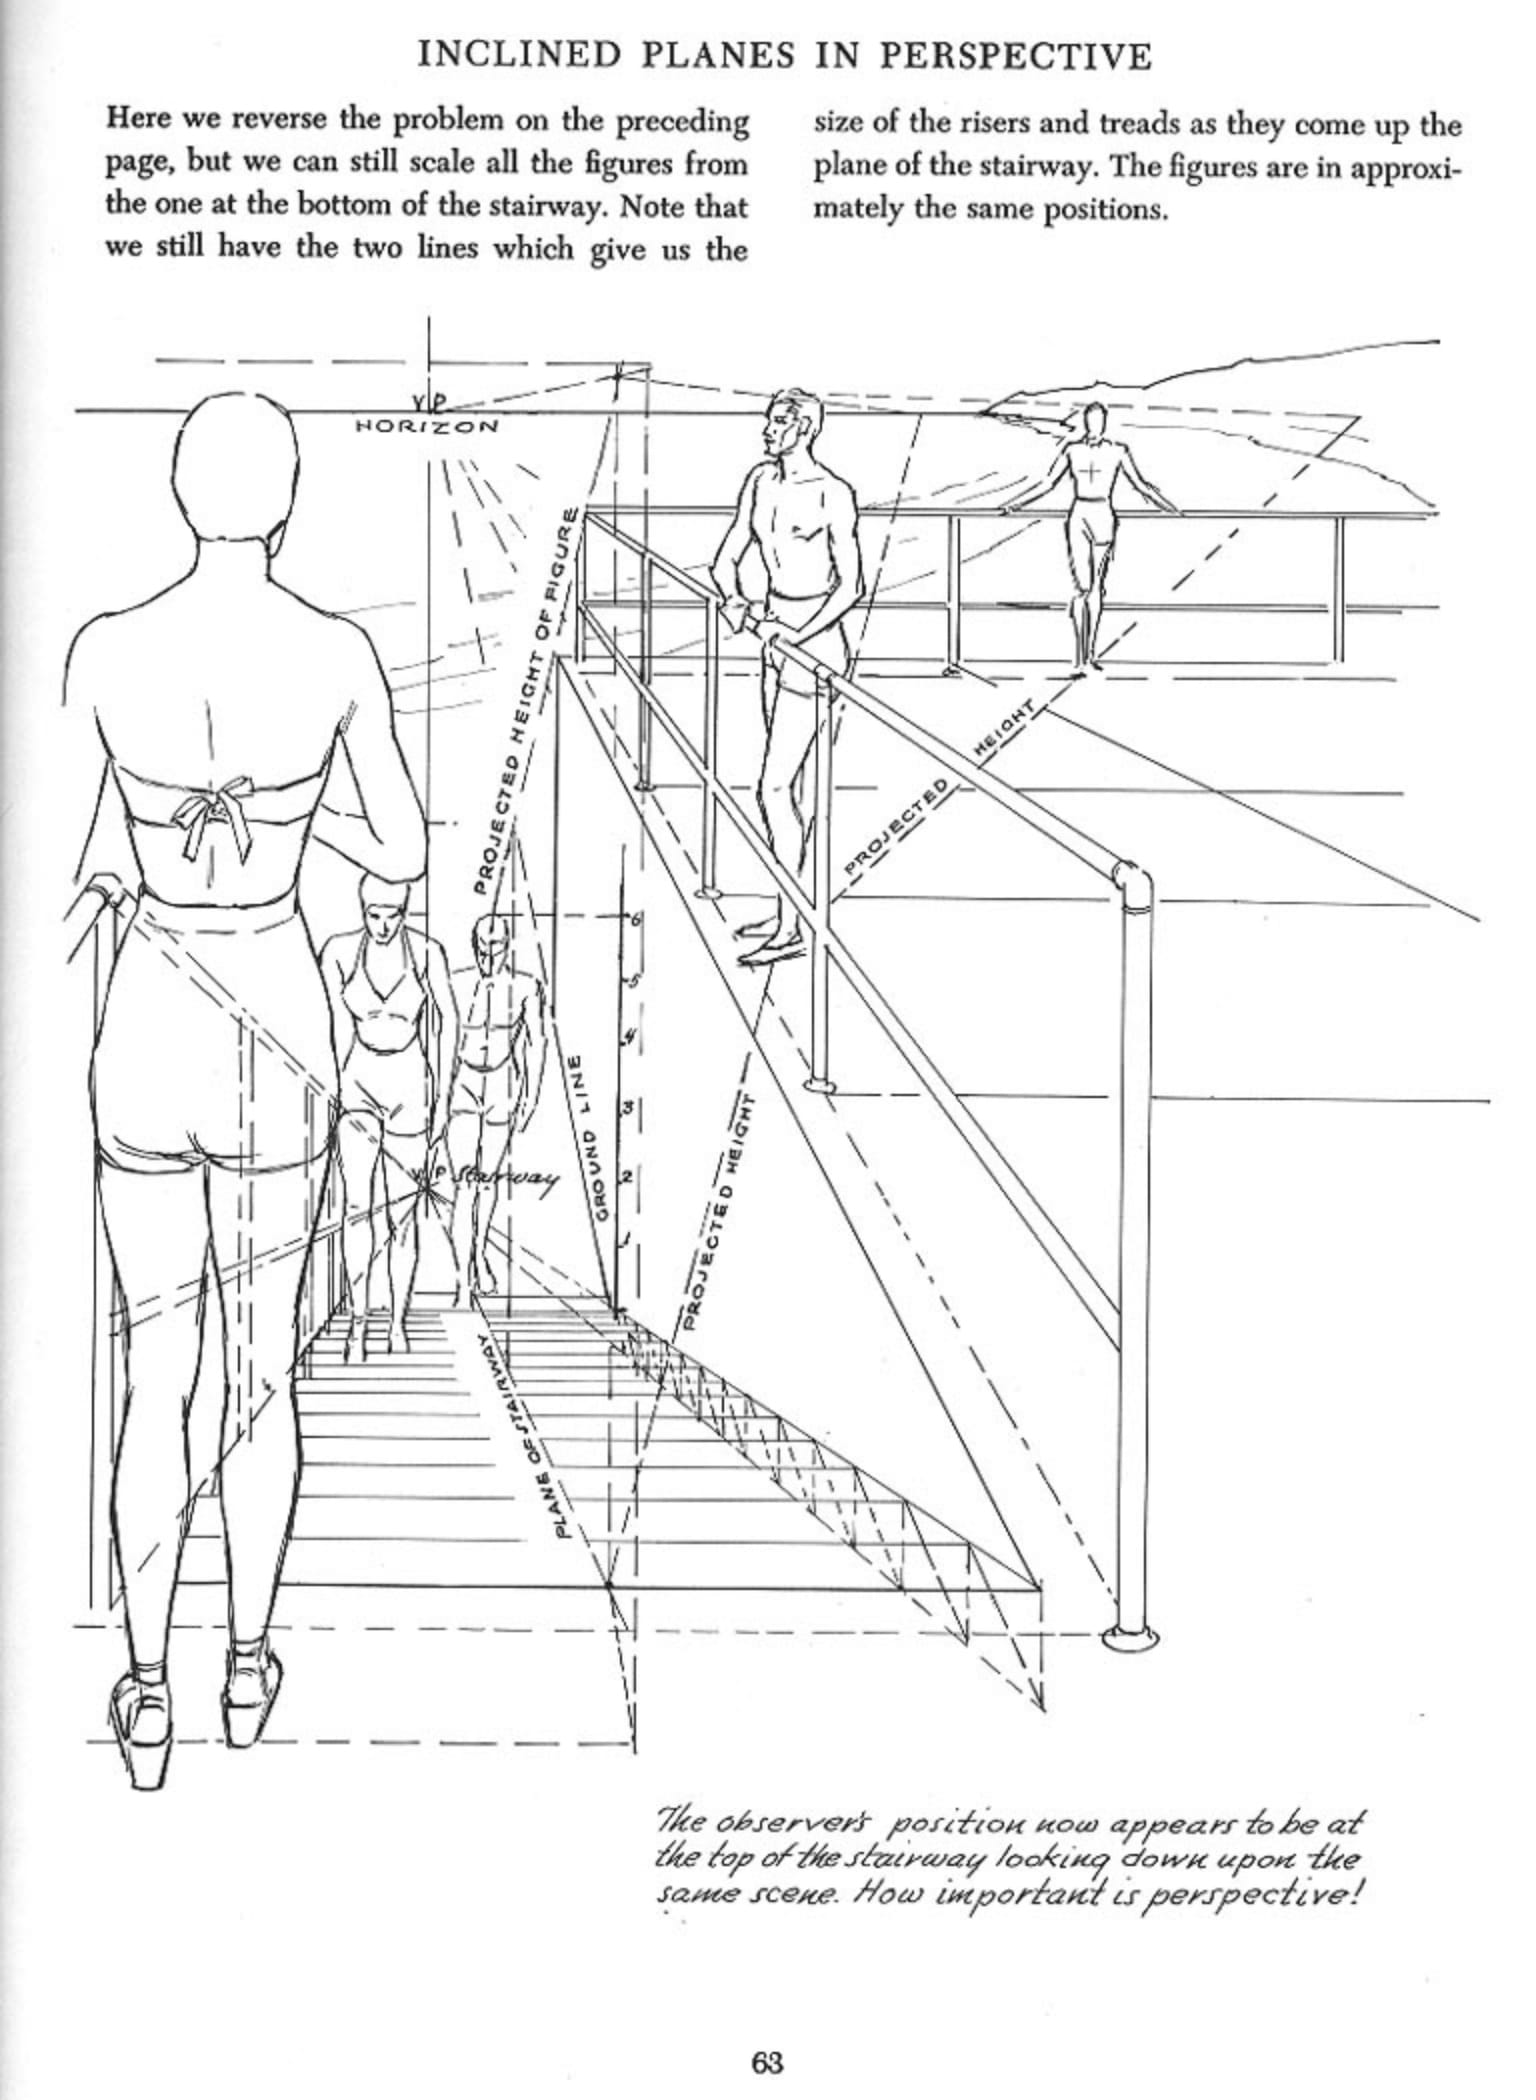 INCLINED PLANES IN PERSPECTIVE
Here we reverse the problem on the preceding
page, but we can still scale all the figures from
the one at the bottom of the stairway. Note that
we still have the two lines which give us the
size of the risers and treads as they come up the
plane of the stairway. The figures are in approxi-
mately the same positions.
VP
HORIZON
PROJECTED HEIGHT OF FIGURE
PROJECTED HEIGHT
6
5
4
3
2
1
GROUND LINE
VP Stairway
PROJECTED HEIGHT
PLANE OF STAIRWAY
The observer's position now appears to be at
the top of the stairway looking down upon the
same scene. How important is perspective!
63